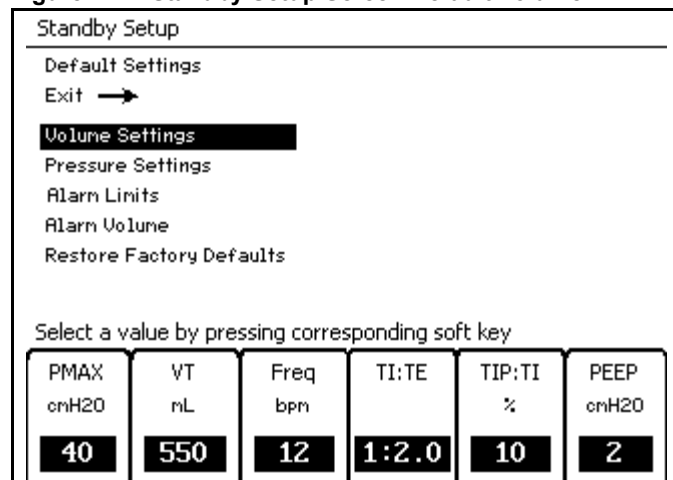 Standby Setup
Default Settings
Exit →
Volume Settings
Pressure Settings
Alarm Limits
Alarm Volume
Restore Factory Defaults
Select a value by pressing corresponding soft key
PMAX VT Freq TI:TE TIP:TI PEEP
cmH2O mL bpm % cmH2O
40 550 12 1:2.0 10 2